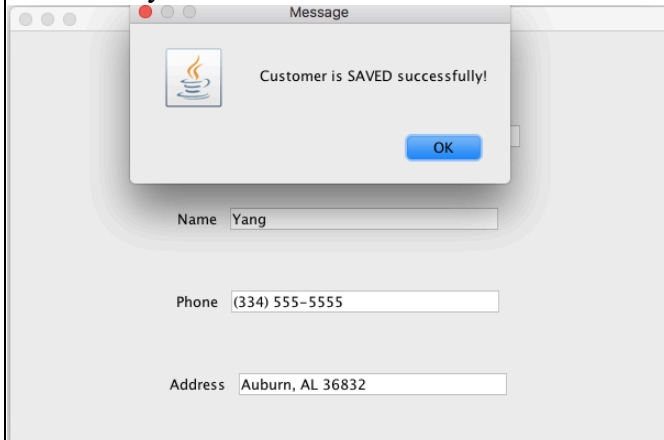 Message
Customer is SAVED successfully!
OK
Name Yang
Phone (334) 555-5555
Address Auburn, AL 36832